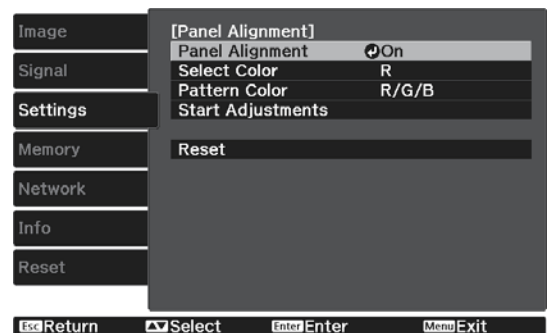 Image
Signal
Settings
Memory
Network
Info
Reset
[Panel Alignment]
Panel Alignment On
Select Color R
Pattern Color R/G/B
Start Adjustments
Reset
Esc Return Select Enter Enter Menu Exit